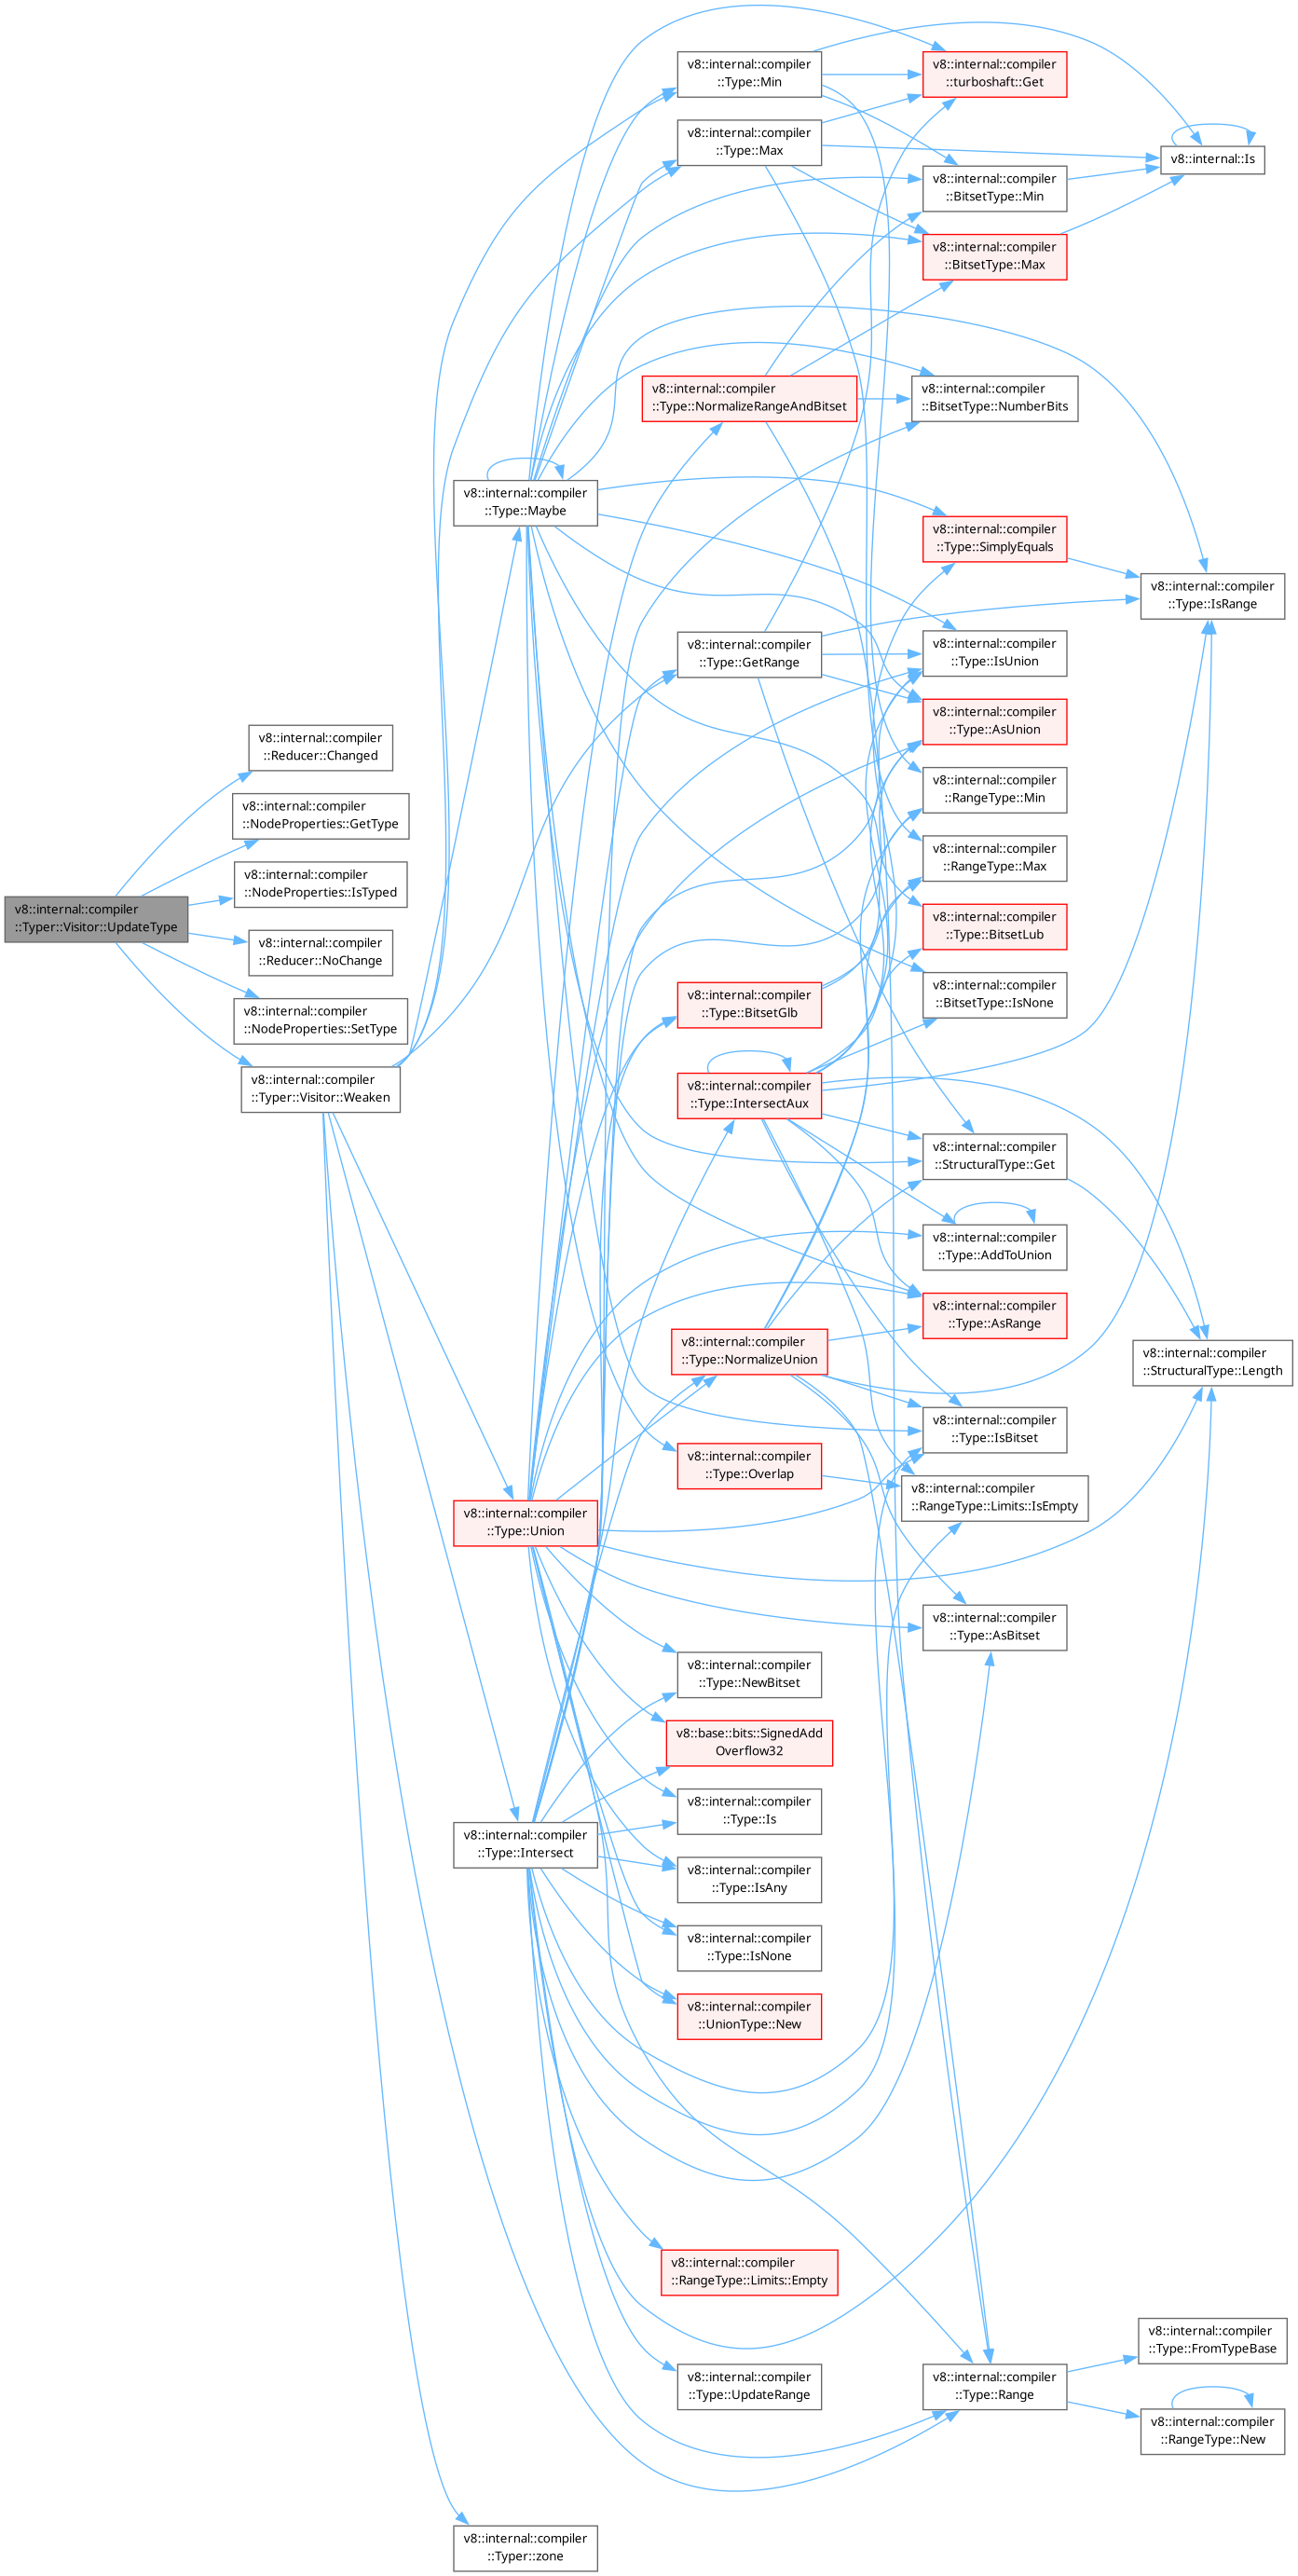 v8::internal::compiler
::Typer::Visitor::UpdateType
v8::internal::compiler
::Reducer::Changed
v8::internal::compiler
::NodeProperties::GetType
v8::internal::compiler
::NodeProperties::IsTyped
v8::internal::compiler
::Reducer::NoChange
v8::internal::compiler
::NodeProperties::SetType
v8::internal::compiler
::Typer::Visitor::Weaken
v8::internal::compiler
::Type::Maybe
v8::internal::compiler
::Type::Union
v8::internal::compiler
::Type::Intersect
v8::internal::compiler
::Typer::zone
v8::internal::compiler
::Type::Min
v8::internal::compiler
::Type::Max
v8::internal::compiler
::Type::NormalizeRangeAndBitset
v8::internal::compiler
::Type::GetRange
v8::internal::compiler
::Type::BitsetGlb
v8::internal::compiler
::Type::IntersectAux
v8::internal::compiler
::Type::NormalizeUnion
v8::internal::compiler
::Type::Overlap
v8::internal::compiler
::Type::NewBitset
v8::base::bits::SignedAdd
Overflow32
v8::internal::compiler
::Type::Is
v8::internal::compiler
::Type::IsAny
v8::internal::compiler
::Type::IsNone
v8::internal::compiler
::UnionType::New
v8::internal::compiler
::RangeType::Limits::Empty
v8::internal::compiler
::Type::UpdateRange
v8::internal::compiler
::turboshaft::Get
v8::internal::compiler
::BitsetType::Min
v8::internal::compiler
::BitsetType::Max
v8::internal::compiler
::BitsetType::NumberBits
v8::internal::compiler
::Type::SimplyEquals
v8::internal::compiler
::Type::IsUnion
v8::internal::compiler
::Type::AsUnion
v8::internal::compiler
::RangeType::Min
v8::internal::compiler
::RangeType::Max
v8::internal::compiler
::Type::BitsetLub
v8::internal::compiler
::BitsetType::IsNone
v8::internal::compiler
::StructuralType::Get
v8::internal::compiler
::Type::AddToUnion
v8::internal::compiler
::Type::AsRange
v8::internal::compiler
::Type::IsBitset
v8::internal::compiler
::RangeType::Limits::IsEmpty
v8::internal::compiler
::Type::AsBitset
v8::internal::compiler
::Type::Range
v8::internal::Is
v8::internal::compiler
::Type::IsRange
v8::internal::compiler
::StructuralType::Length
v8::internal::compiler
::Type::FromTypeBase
v8::internal::compiler
::RangeType::New